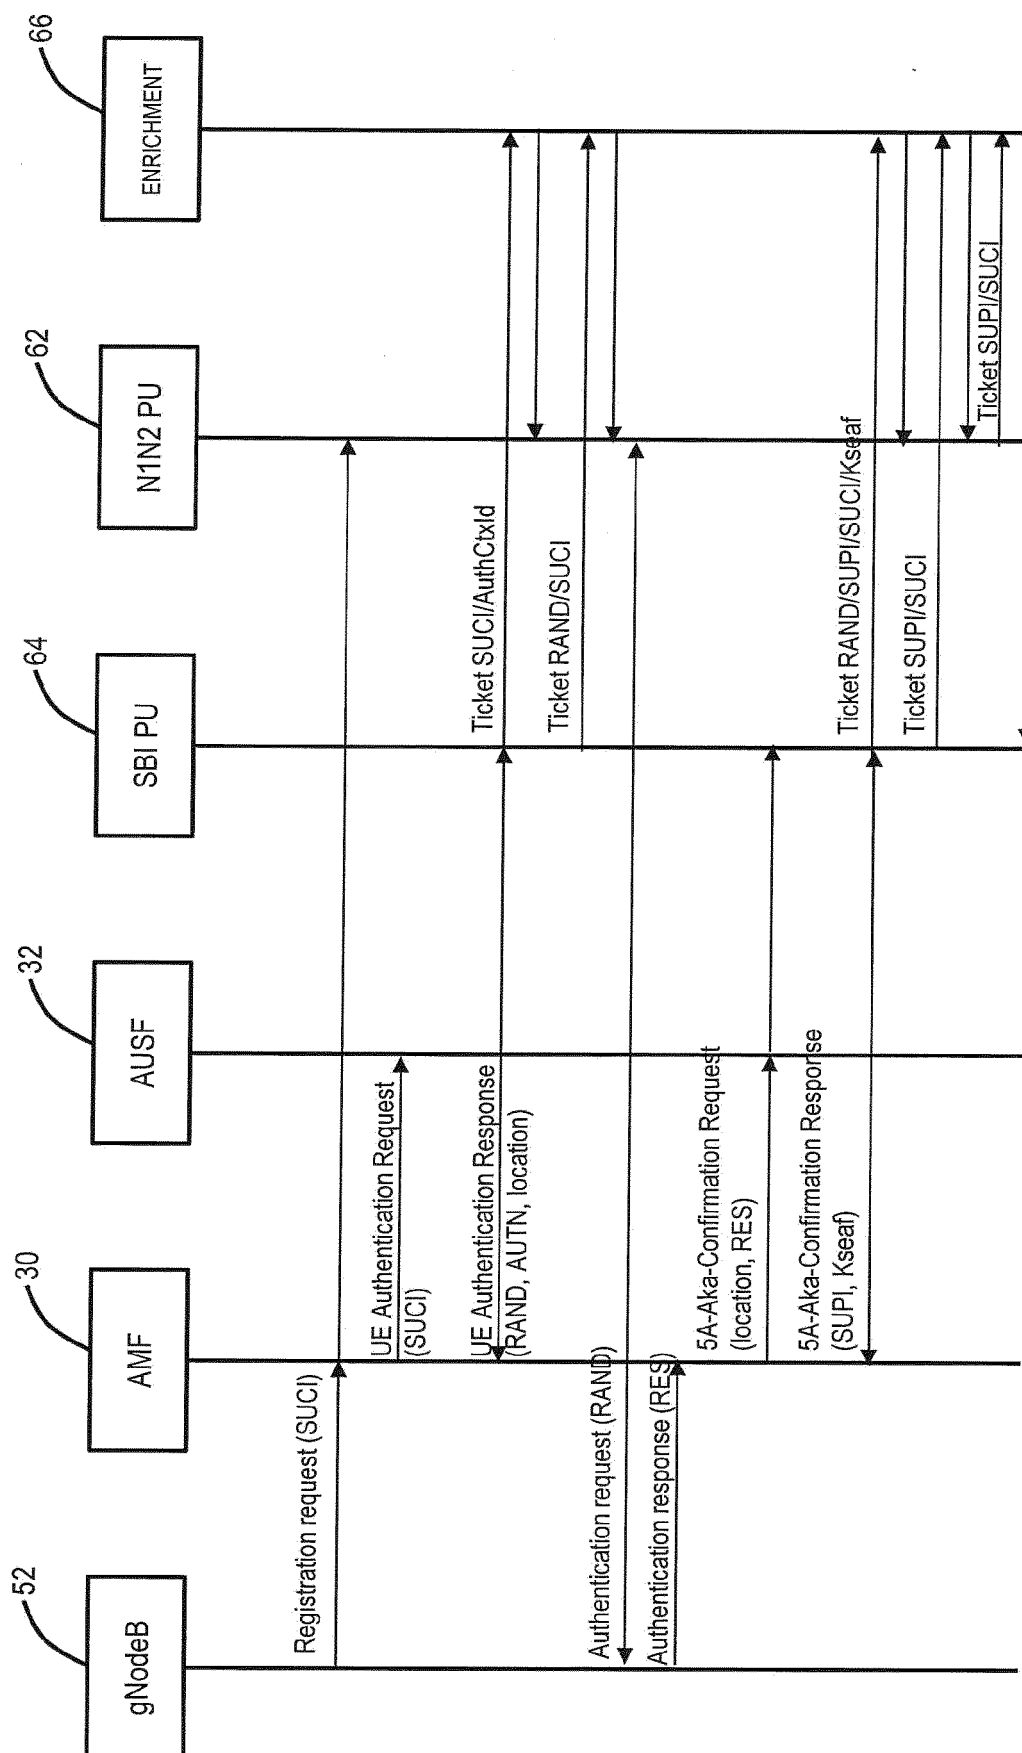 52
gNodeB
30
AMF
32
AUSF
64
SBI PU
62
N1N2 PU
66
ENRICHMENT
Registration request (SUCI)
UE Authentication Request
(SUCI)
UE Authentication Response
(RAND, AUTN, location)
Ticket SUCI/AuthCtxId
Ticket RAND/SUCI
Authentication request (RAND)
Authentication response (RES)
5A-Aka-Confirmation Request
(location, RES)
5A-Aka-Confirmation Response
(SUPI, Kseaf)
Ticket RAND/SUPI/SUCI/Kseaf
Ticket SUPI/SUCI
Ticket SUPI/SUCI